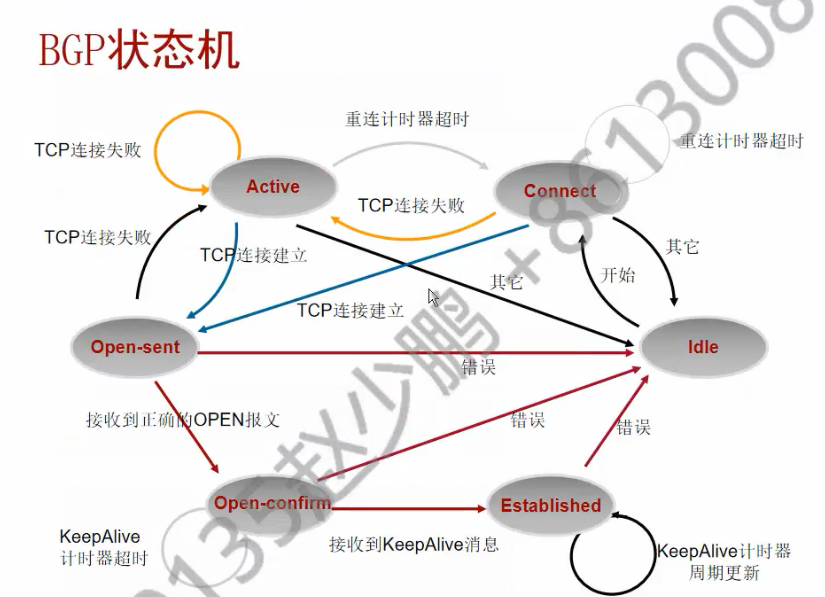 BGP状态机
重连计时器超时
重连计时器超时
TCP连接失败
Active
Connect
TCP连接失败
TCP连接失败
TCP连接建立
其它
其它
开始
TCP连接建立
Open-sent
Idle
错误
接收到正确的OPEN报文
错误
错误
Open-confirm
Established
KeepAlive
计时器超时
接收到KeepAlive消息
KeepAlive计时器
周期更新
8135赵少鹏 +8613008